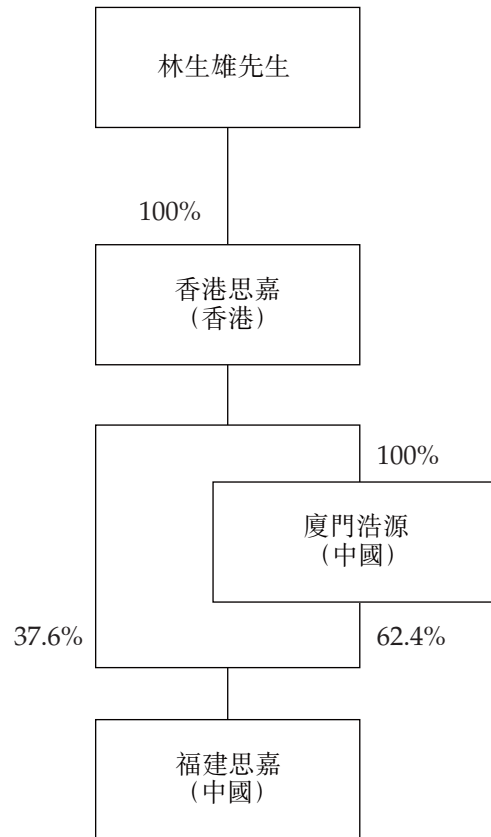 林生雄先生
100%
香港思嘉
（香港）
100%
廈門浩源
（中國）
37.6%
62.4%
福建思嘉
（中國）